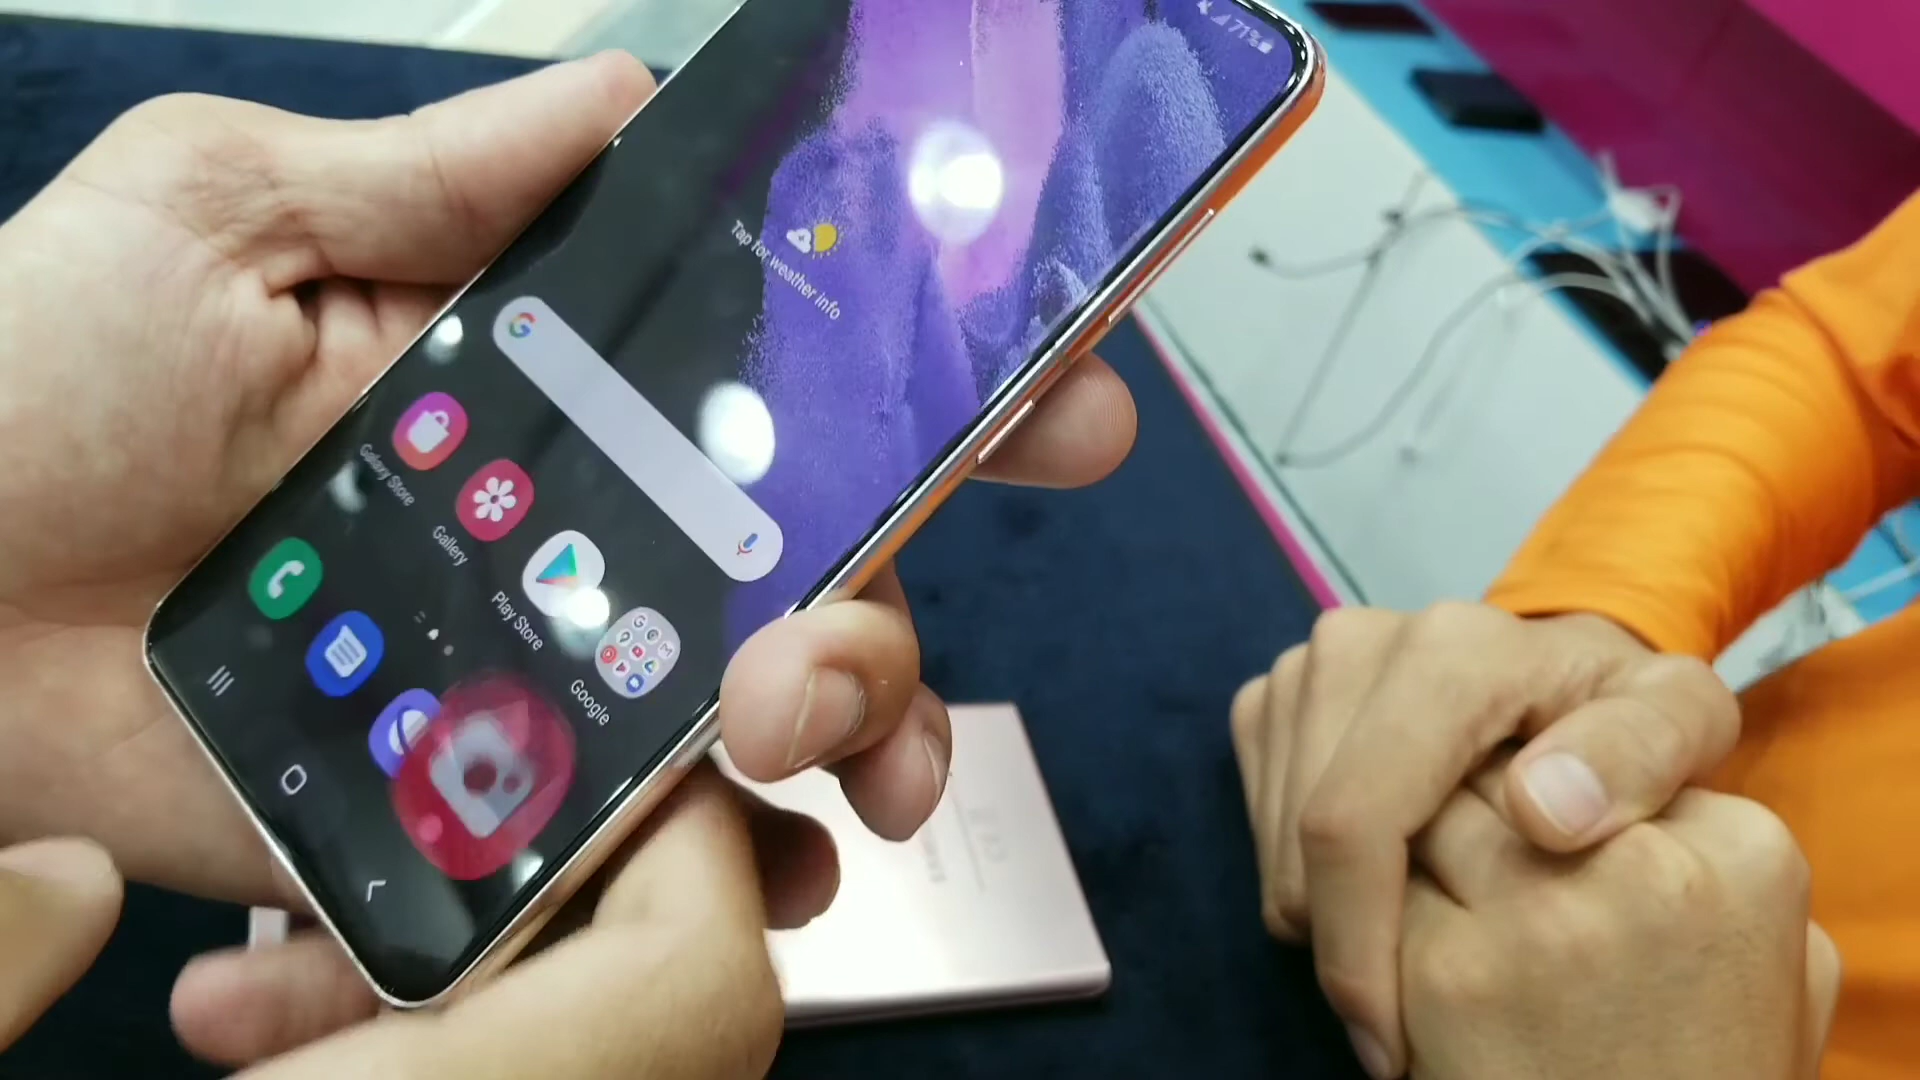 71%
Tap for weather info
G
Galaxy Store
Gallery
Play Store
Google